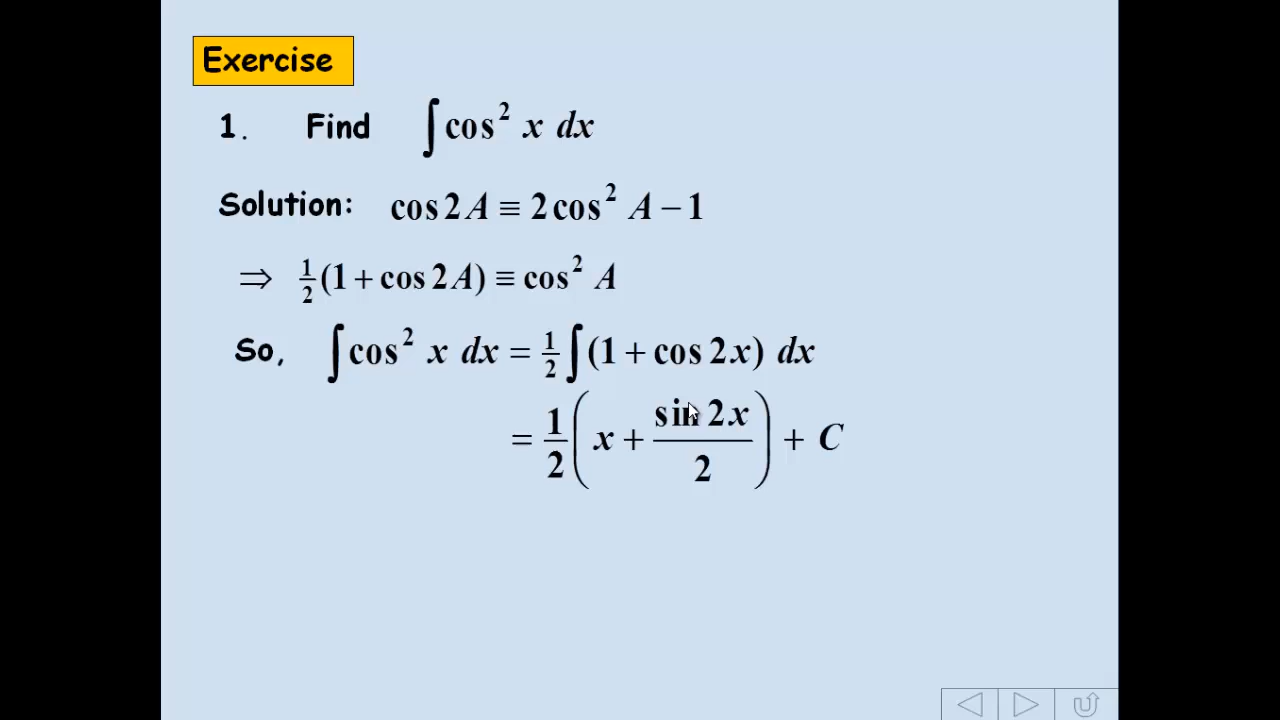 Exercise
1. Find ∫cos² x dx
Solution: cos 2A ≡ 2cos² A − 1
⇒ ½(1 + cos 2A) ≡ cos² A
So, ∫cos² x dx = ½∫(1 + cos 2x) dx
= 1/2 (x + sin 2x/2) + C